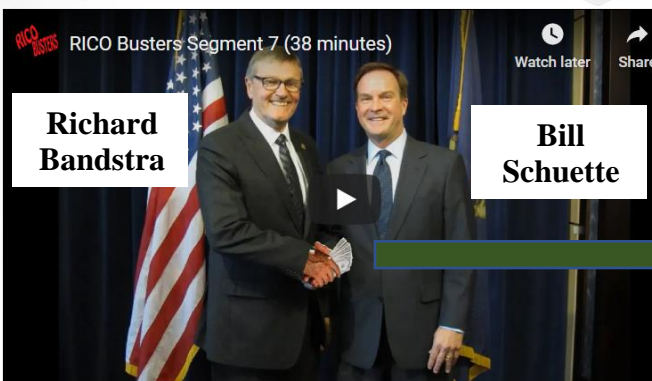 RICO
BUSTERS
RICO Busters Segment 7 (38 minutes)
Watch later
Share
Richard
Bandstra
Bill
Schuette